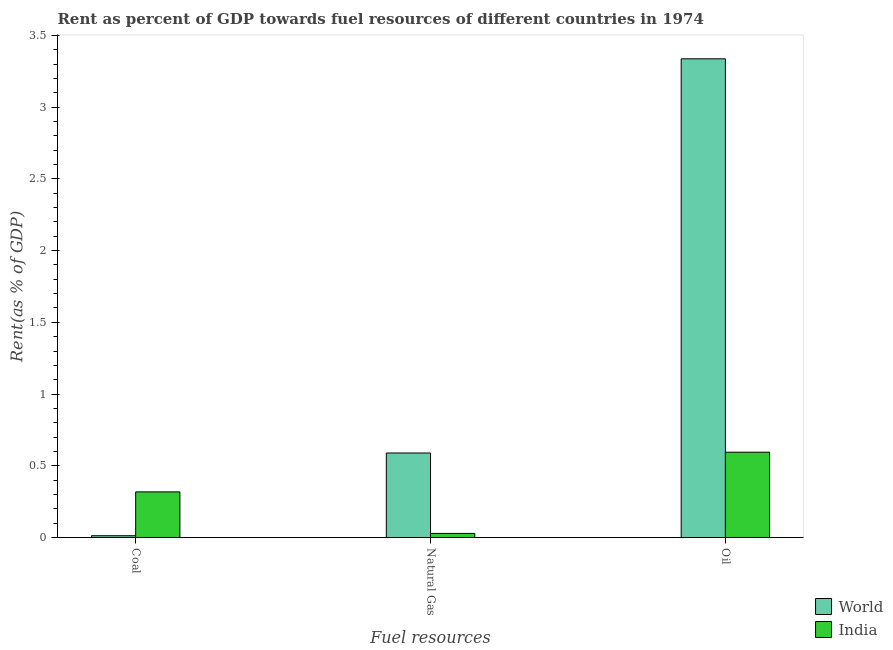 Rent as percent of GDP towards fuel resources of different countries in 1974
Rent(as % of GDP)
3.5
3
2.5
2
1.5
1
0.5
0
Coal
Natural Gas
Oil
Fuel resources
World
India